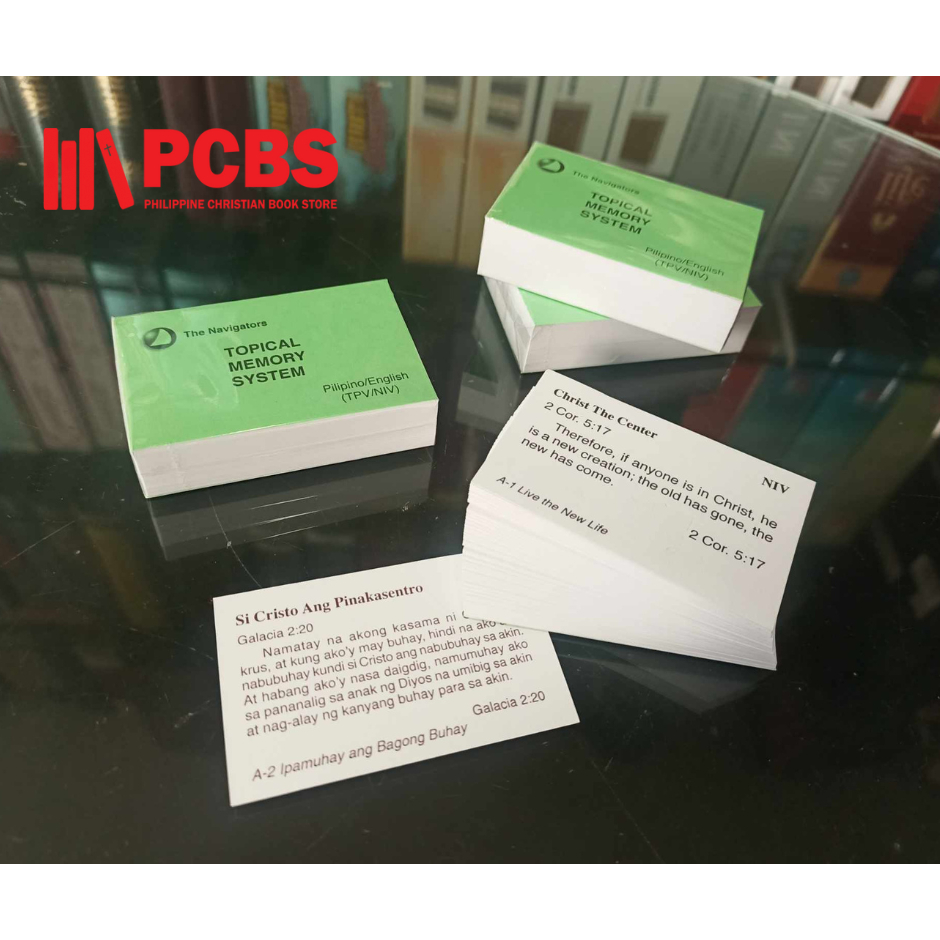 PCBS
PHILIPPINE CHRISTIAN BOOK STORE
The Navigators
TOPICAL
MEMORY
SYSTEM
Pilipino/English
(TPV/NIV)
The Navigators
TOPICAL
MEMORY
SYSTEM
Pilipino/English
(TPV/NIV)
Christ The Center
2 Cor. 5:17
NIV
Therefore, if anyone is in Christ, he
is a new creation; the old has gone, the
new has come.
2 Cor. 5:17
A-1 Live the New Life
Si Cristo Ang Pinakasentro
Galacia 2:20
Namatay na akong kasama ni
krus, at kung ako'y may buhay, hindi na ako
nabubuhay kundi si Cristo ang nabubuhay sa akin.
At habang ako'y nasa daigdig, namumuhay ako
sa pananalig sa anak ng Diyos na umibig sa akin
at nag-alay ng kanyang buhay para sa akin.
Galacia 2:20
A-2 Ipamuhay ang Bagong Buhay